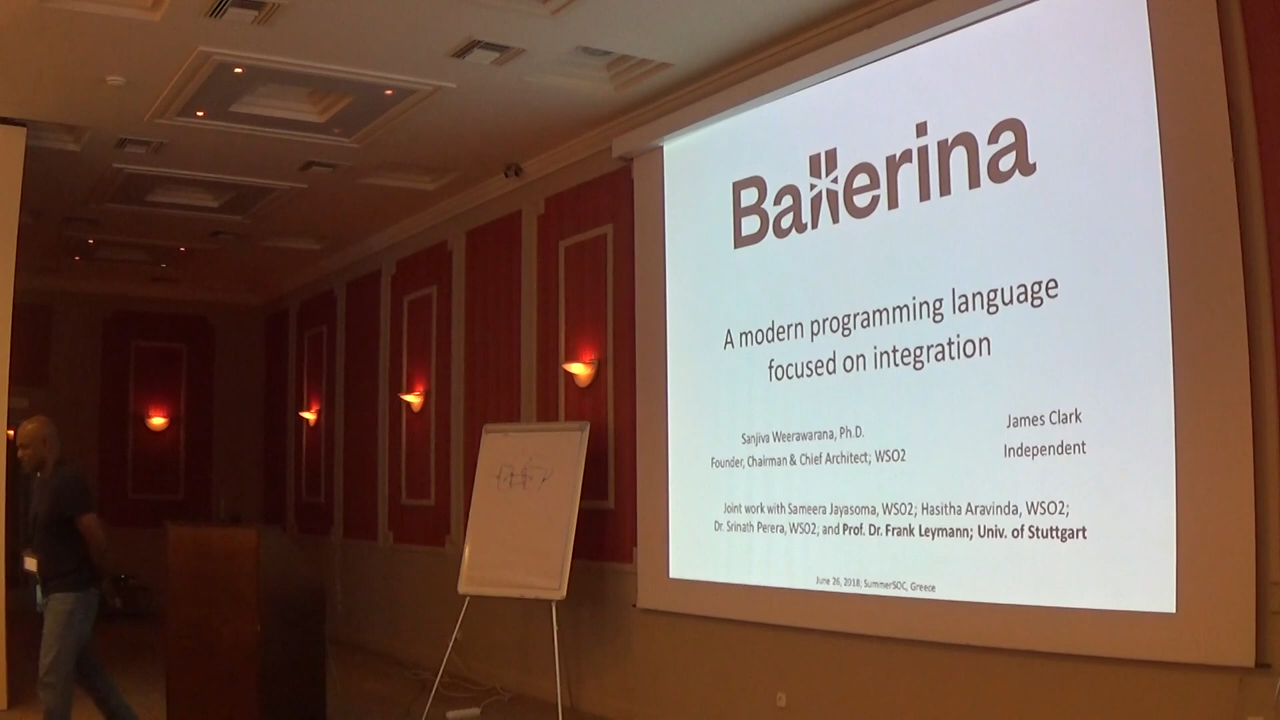 Ballerina
A modern programming language
focused on integration
Sanjiva Weerawarana, Ph.D.
Founder, Chairman & Chief Architect; WSO2
James Clark
Independent
Joint work with Sameera Jayasoma, WSO2; Hasitha Aravinda, WSO2;
Dr. Srinath Perera, WSO2; and Prof. Dr. Frank Leymann; Univ. of Stuttgart
June 26, 2018; SummerSOC, Greece